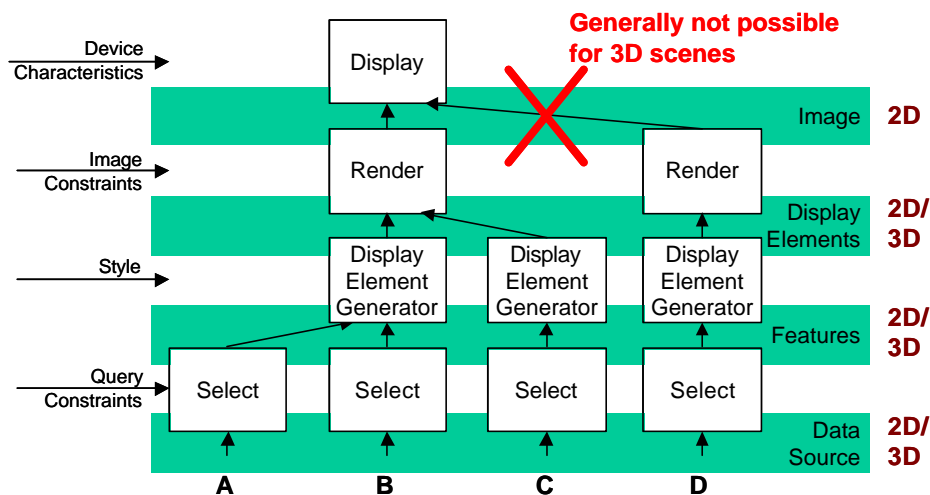 Generally not possible
for 3D scenes
Device
Characteristics
Display
Image
2D
Image
Constraints
Render
Render
Display
Elements
2D/
3D
Style
Display
Element
Generator
Display
Element
Generator
Display
Element
Generator
Features
2D/
3D
Query
Constraints
Select
Select
Select
Select
Data
Source
2D/
3D
A
B
C
D